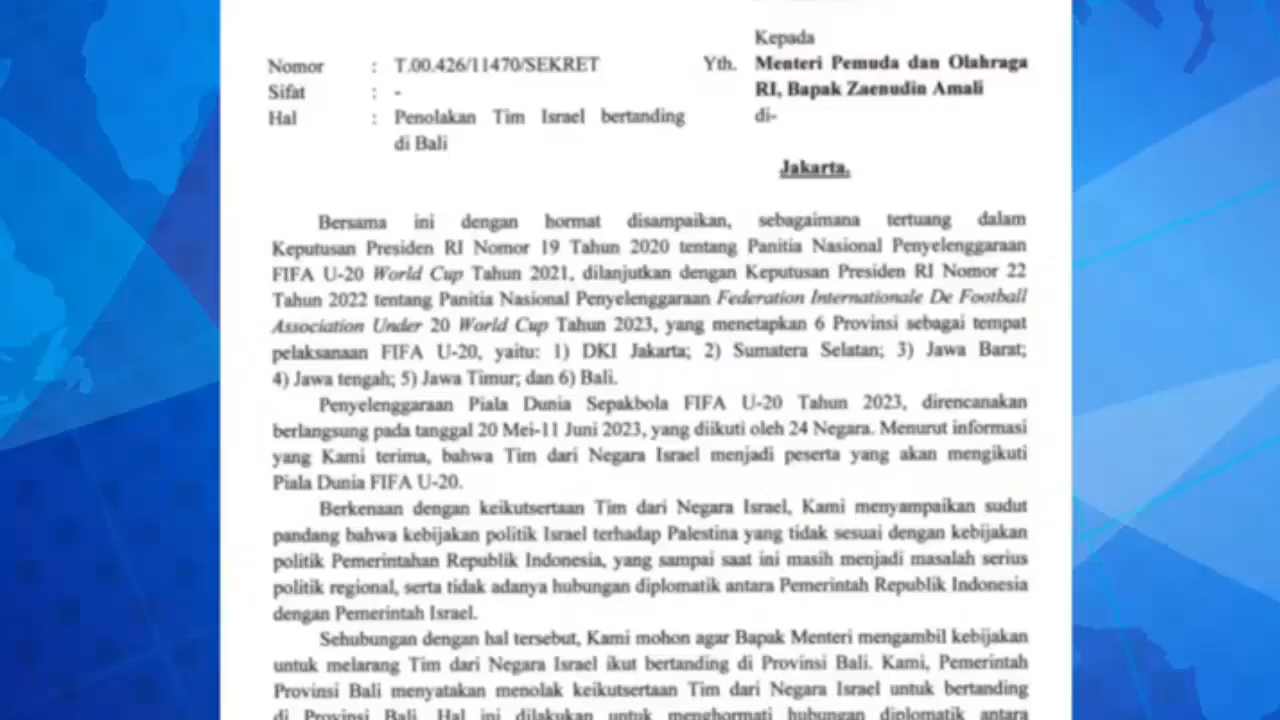 Kepada
Nomor : T.00.426/11470/SEKRET Yth. Menteri Pemuda dan Olahraga
Sifat : - RI, Bapak Zaenudin Amali
Hal : Penolakan Tim Israel bertanding di-
di Bali
Jakarta.
Bersama ini dengan hormat disampaikan, sebagaimana tertuang dalam
Keputusan Presiden RI Nomor 19 Tahun 2020 tentang Panitia Nasional Penyelenggaraan
FIFA U-20 World Cup Tahun 2021, dilanjutkan dengan Keputusan Presiden RI Nomor 22
Tahun 2022 tentang Panitia Nasional Penyelenggaraan Federation Internationale De Football
Association Under 20 World Cup Tahun 2023, yang menetapkan 6 Provinsi sebagai tempat
pelaksanaan FIFA U-20, yaitu: 1) DKI Jakarta; 2) Sumatera Selatan; 3) Jawa Barat;
4) Jawa tengah; 5) Jawa Timur; dan 6) Bali.
Penyelenggaraan Piala Dunia Sepakbola FIFA U-20 Tahun 2023, direncanakan
berlangsung pada tanggal 20 Mei-11 Juni 2023, yang diikuti oleh 24 Negara. Menurut informasi
yang Kami terima, bahwa Tim dari Negara Israel menjadi peserta yang akan mengikuti
Piala Dunia FIFA U-20.
Berkenaan dengan keikutsertaan Tim dari Negara Israel, Kami menyampaikan sudut
pandang bahwa kebijakan politik Israel terhadap Palestina yang tidak sesuai dengan kebijakan
politik Pemerintahan Republik Indonesia, yang sampai saat ini masih menjadi masalah serius
politik regional, serta tidak adanya hubungan diplomatik antara Pemerintah Republik Indonesia
dengan Pemerintah Israel.
Sehubungan dengan hal tersebut, Kami mohon agar Bapak Menteri mengambil kebijakan
untuk melarang Tim dari Negara Israel ikut bertanding di Provinsi Bali. Kami, Pemerintah
Provinsi Bali menyatakan menolak keikutsertaan Tim dari Negara Israel untuk bertanding
di Provinsi Bali. Hal ini dilakukan untuk menghormati hubungan diplomatik antara